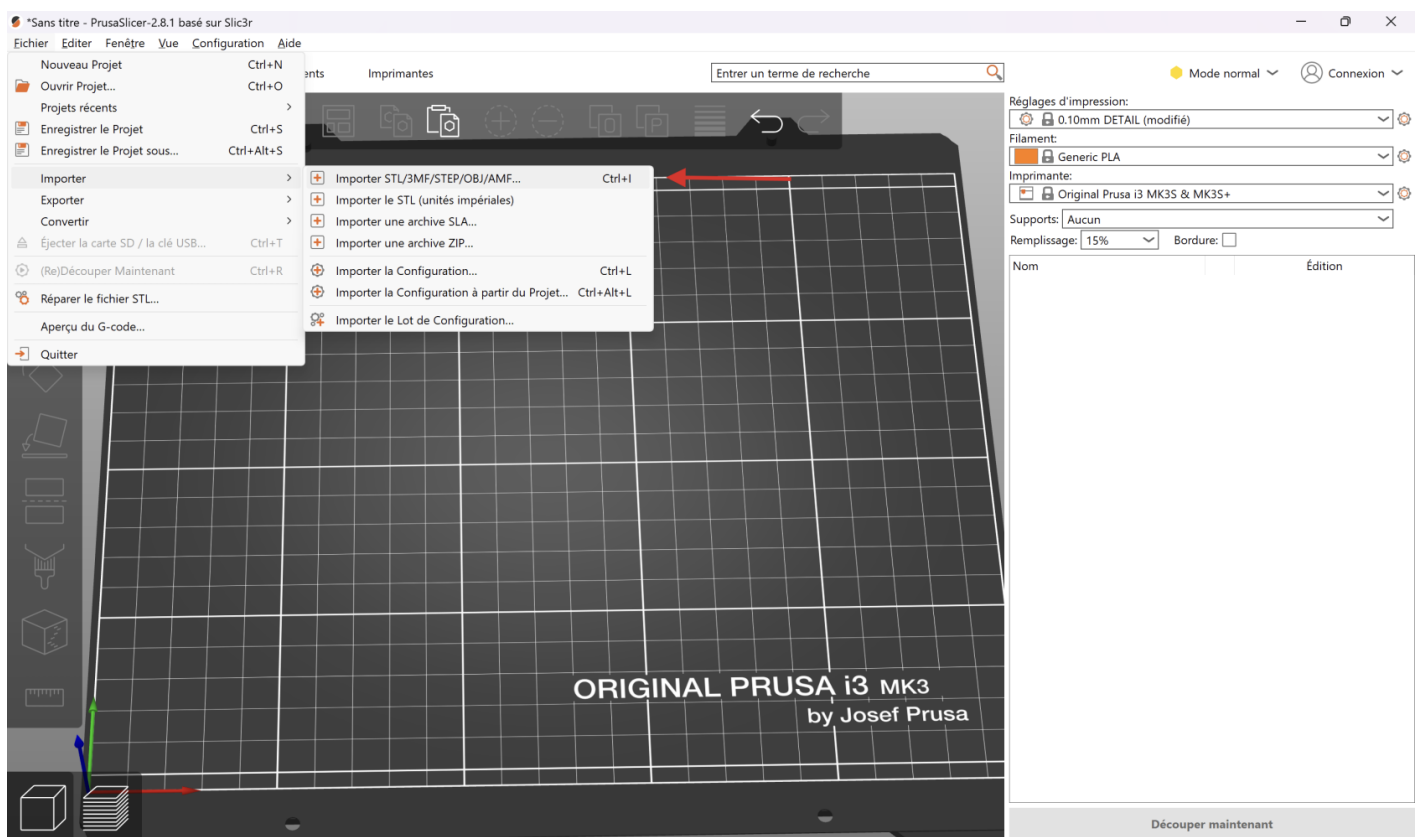 *Sans titre - PrusaSlicer-2.8.1 basé sur Slic3r
Fichier Editer Fenêtre Vue Configuration Aide
Nouveau Projet Ctrl+N
Ouvrir Projet... Ctrl+O
Projets récents
Enregistrer le Projet Ctrl+S
Enregistrer le Projet sous... Ctrl+Alt+S
Importer
Exporter
Convertir
Éjecter la carte SD / la clé USB... Ctrl+T
(Re)Découper Maintenant Ctrl+R
Réparer le fichier STL...
Aperçu du G-code...
Quitter
Imprimantes
Entrer un terme de recherche
Mode normal
Connexion
Importer STL/3MF/STEP/OBJ/AMF... Ctrl+I
Importer le STL (unités impériales)
Importer une archive SLA...
Importer une archive ZIP...
Importer la Configuration... Ctrl+L
Importer la Configuration à partir du Projet... Ctrl+Alt+L
Importer le Lot de Configuration...
ORIGINAL PRUSA i3 MK3
by Josef Prusa
Réglages d'impression:
0.10mm DETAIL (modifié)
Filament:
Generic PLA
Imprimante:
Original Prusa i3 MK3S & MK3S+
Supports: Aucun
Remplissage: 15% Bordure:
Nom Édition
Découper maintenant